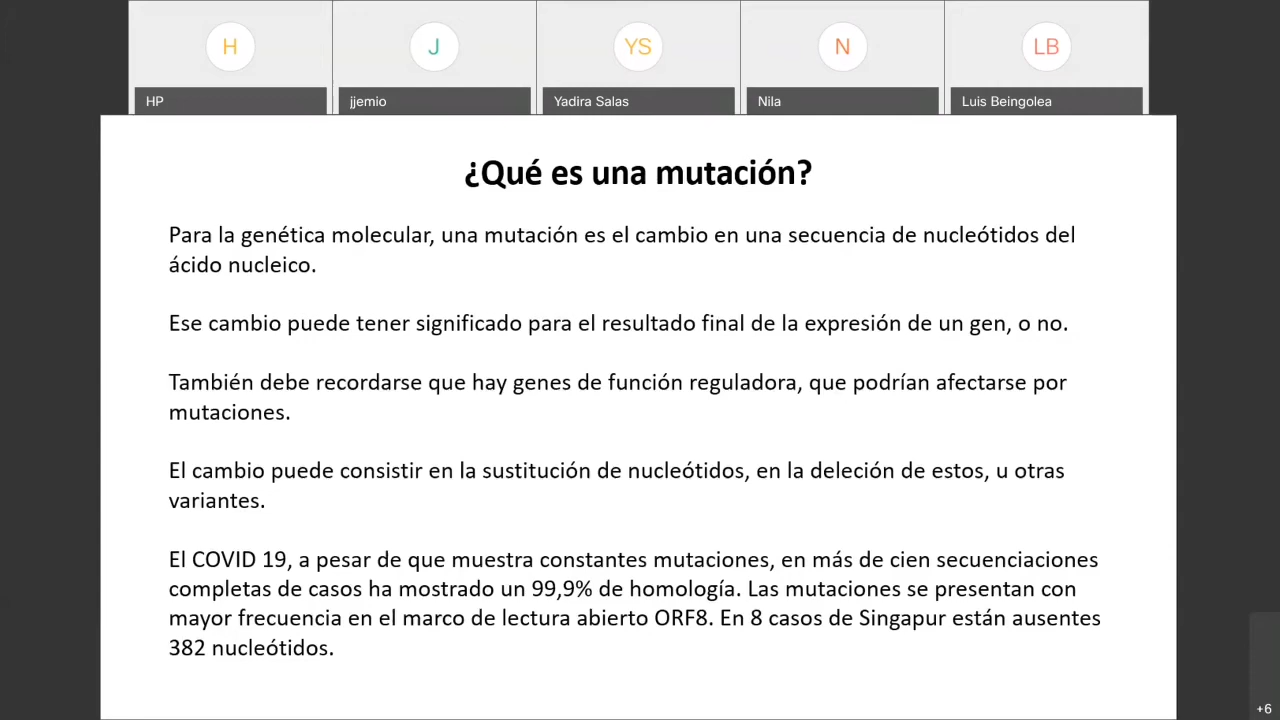 H
J
YS
N
LB
HP
jjemio
Yadira Salas
Nila
Luis Beingolea
¿Qué es una mutación?
Para la genética molecular, una mutación es el cambio en una secuencia de nucleótidos del
ácido nucleico.
Ese cambio puede tener significado para el resultado final de la expresión de un gen, o no.
También debe recordarse que hay genes de función reguladora, que podrían afectarse por
mutaciones.
El cambio puede consistir en la sustitución de nucleótidos, en la deleción de estos, u otras
variantes.
El COVID 19, a pesar de que muestra constantes mutaciones, en más de cien secuenciaciones
completas de casos ha mostrado un 99,9% de homología. Las mutaciones se presentan con
mayor frecuencia en el marco de lectura abierto ORF8. En 8 casos de Singapur están ausentes
382 nucleótidos.
+6